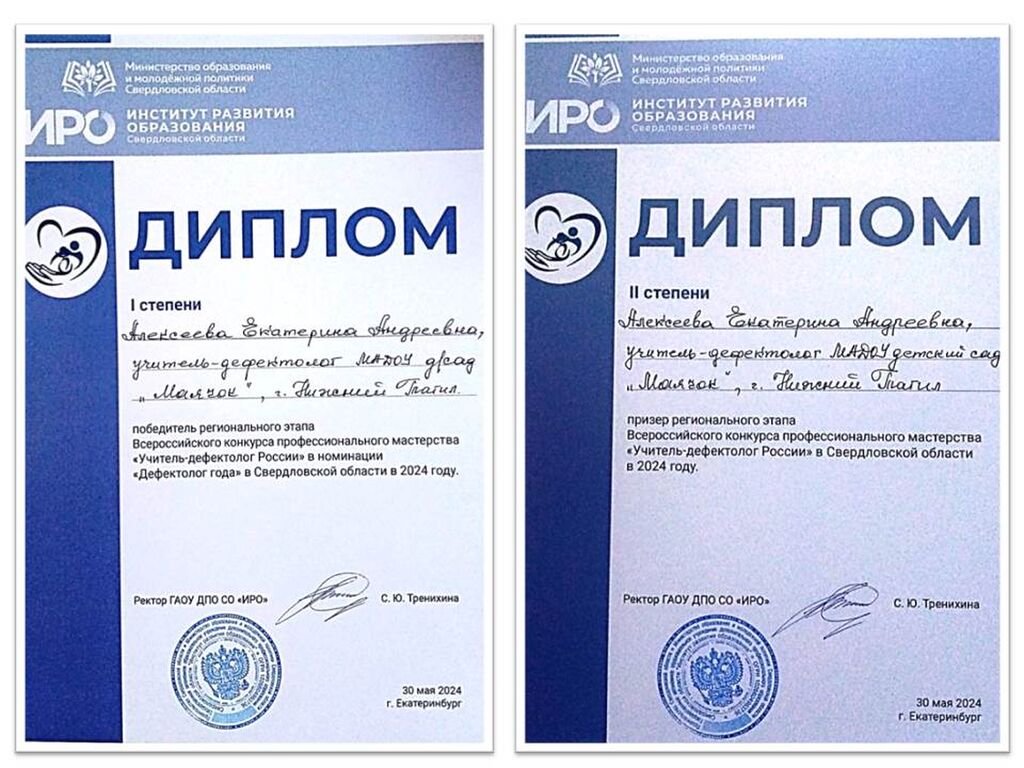 Министерство образования
и молодёжной политики
Свердловской области
ИРО
ИНСТИТУТ РАЗВИТИЯ
ОБРАЗОВАНИЯ
Свердловской области
ДИПЛОМ
I степени
Алексеева Екатерина Андреевна,
учитель-дефектолог МАДОУ д/сад
„Маячок", г. Нижний Тагил.
победитель регионального этапа
Всероссийского конкурса профессионального мастерства
«Учитель-дефектолог России» в номинации
«Дефектолог года» в Свердловской области в 2024 году.
Ректор ГАОУ ДПО СО «ИРО» С. Ю. Тренихина
30 мая 2024
г. Екатеринбург
Министерство образования
и молодёжной политики
Свердловской области
ИРО
ИНСТИТУТ РАЗВИТИЯ
ОБРАЗОВАНИЯ
Свердловской области
ДИПЛОМ
II степени
Алексеева Екатерина Андреевна,
учитель-дефектолог МАДОУ детский сад
„Маячок", г. Нижний Тагил
призер регионального этапа
Всероссийского конкурса профессионального мастерства
«Учитель-дефектолог России» в Свердловской области
в 2024 году.
Ректор ГАОУ ДПО СО «ИРО» С. Ю. Тренихина
30 мая 2024
г. Екатеринбург